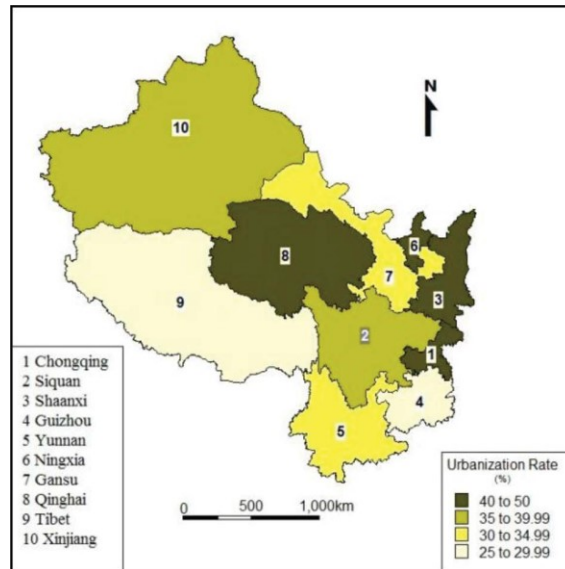 N
10
6
8
7
3
9
2
1
4
5
1 Chongqing
2 Siquan
3 Shaanxi
4 Guizhou
5 Yunnan
6 Ningxia
7 Gansu
8 Qinghai
9 Tibet
10 Xinjiang
0 500 1,000km
Urbanization Rate
(%)
40 to 50
35 to 39.99
30 to 34.99
25 to 29.99